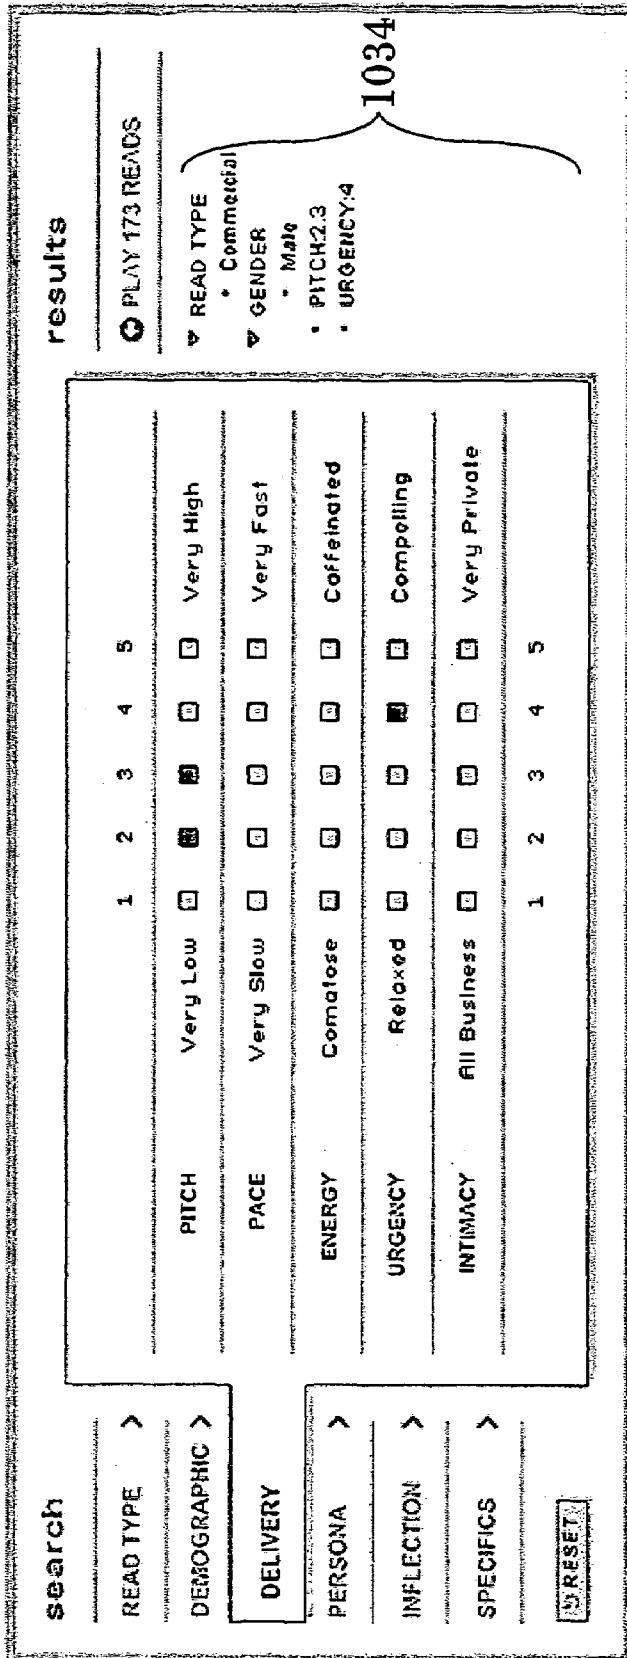 search
READ TYPE >
DEMOGRAPHIC >
DELIVERY
PERSONA >
INFLECTION >
SPECIFICS >
RESET
1 2 3 4 5
PITCH Very Low Very High
PACE Very Slow Very Fast
ENERGY Comatose Caffeinated
URGENCY Relaxed Compelling
INTIMACY All Business Very Private
1 2 3 4 5
results
PLAY 173 READS
READ TYPE
• Commercial
GENDER
• Male
• PITCH:2.3
• URGENCY:4
1034